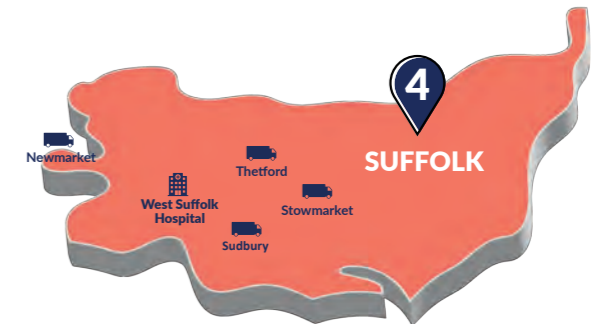 4
SUFFOLK
Newmarket
Thetford
West Suffolk
Hospital
Stowmarket
Sudbury